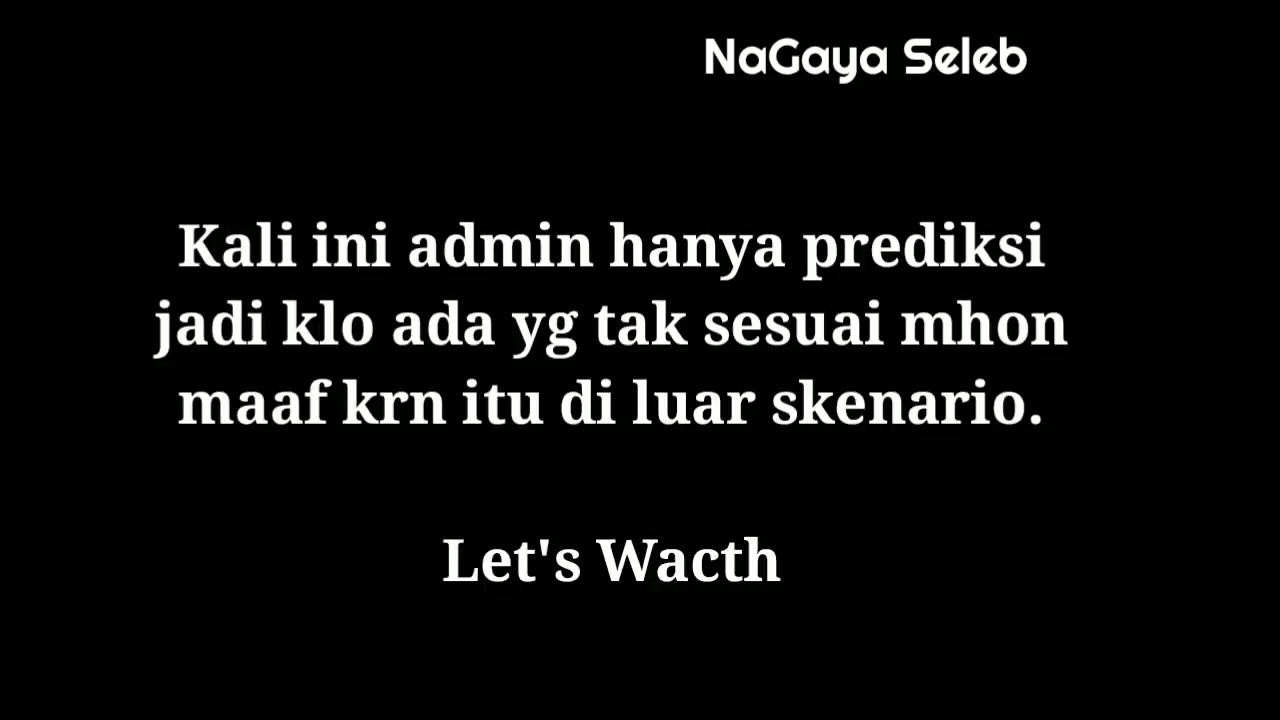 NaGaya Seleb
Kali ini admin hanya prediksi
jadi klo ada yg tak sesuai mhon
maaf krn itu di luar skenario.
Let's Wacth